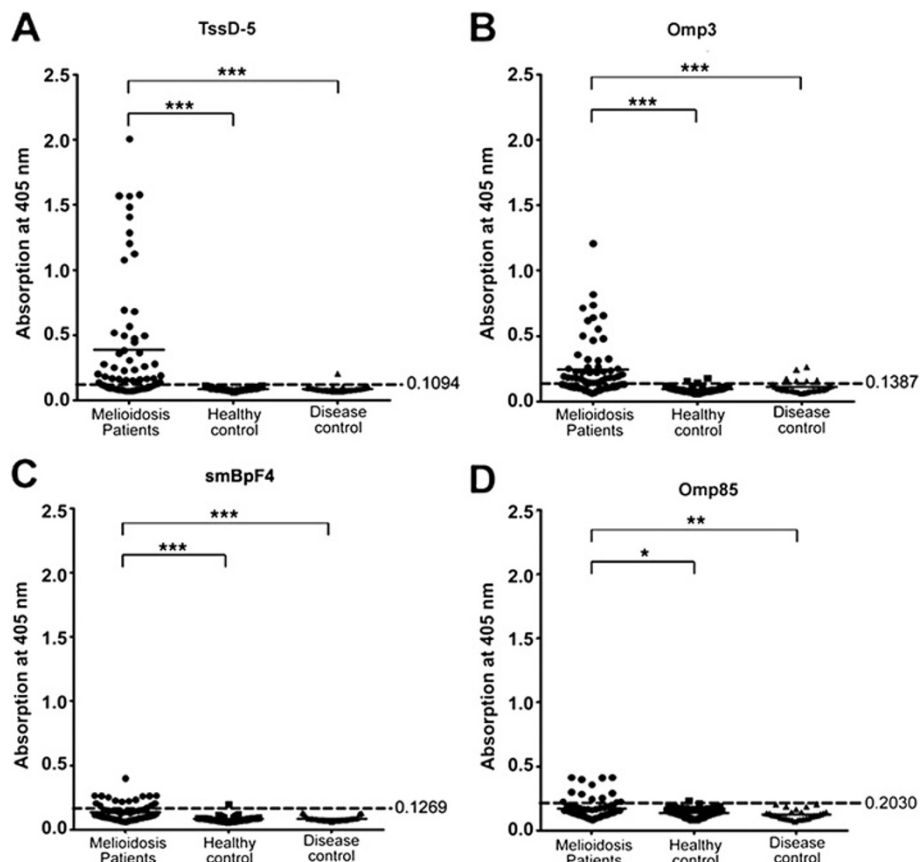 A
TssD-5
Absorption at 405 nm
2.5
2.0
1.5
1.0
0.5
0.0
***
***
0.1094
Melioidosis
Patients
Healthy
control
Disease
control
B
Omp3
Absorption at 405 nm
2.5
2.0
1.5
1.0
0.5
0.0
***
***
0.1387
Melioidosis
Patients
Healthy
control
Disease
control
C
smBpF4
Absorption at 405 nm
2.5
2.0
1.5
1.0
0.5
0.0
***
***
0.1269
Melioidosis
Patients
Healthy
control
Disease
control
D
Omp85
Absorption at 405 nm
2.5
2.0
1.5
1.0
0.5
0.0
**
*
0.2030
Melioidosis
Patients
Healthy
control
Disease
control